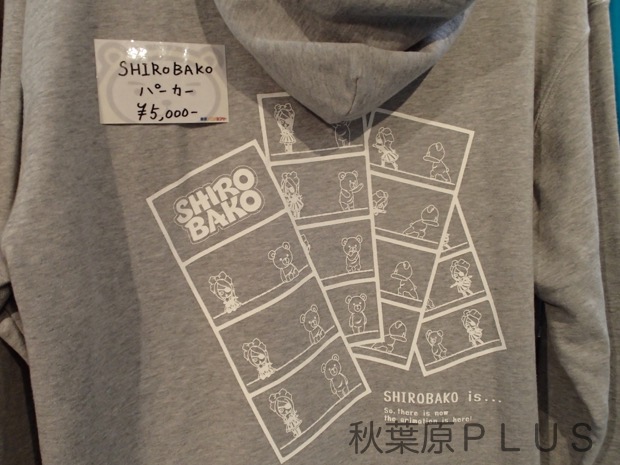 SHIROBAKO
パーカー
¥5,000-
SHIRO
BAKO
SHIROBAKO is...
So, there is now
the animation is here!
秋葉原PLUS